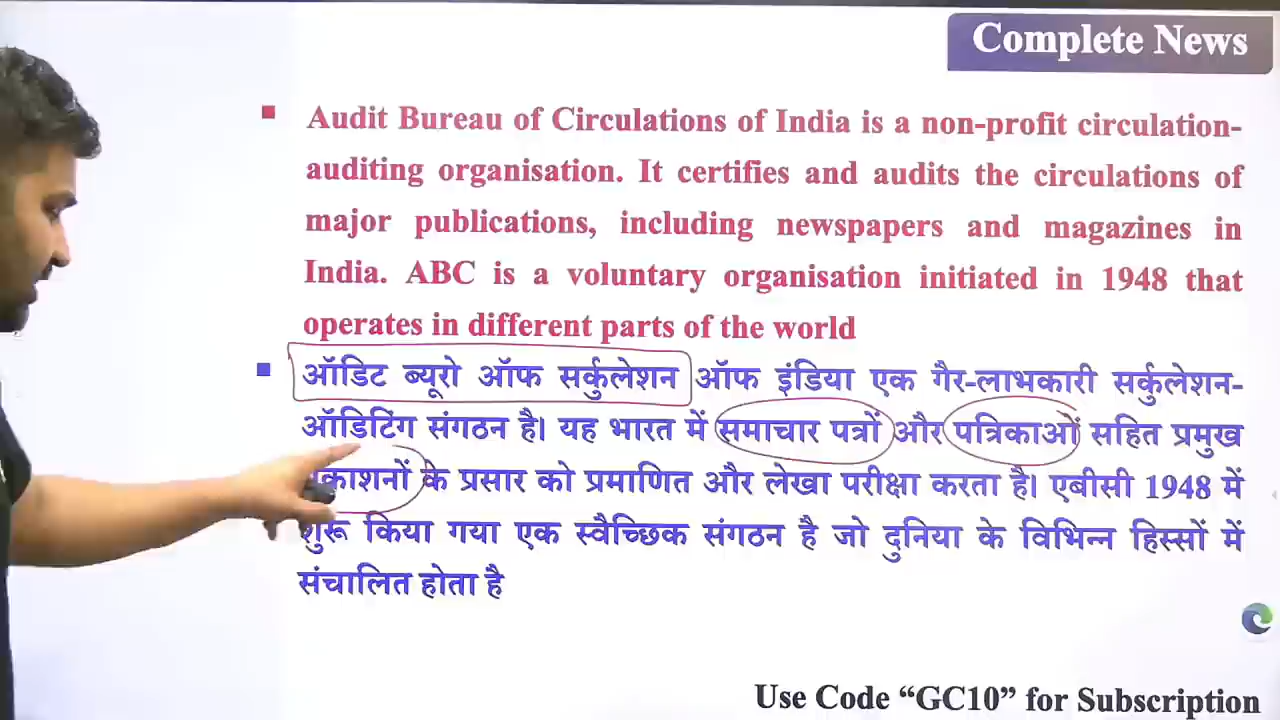 Complete News
Audit Bureau of Circulations of India is a non-profit circulation-
auditing organisation. It certifies and audits the circulations of
major publications, including newspapers and magazines in
India. ABC is a voluntary organisation initiated in 1948 that
operates in different parts of the world
ऑडिट ब्यूरो ऑफ सर्कुलेशन ऑफ इंडिया एक गैर-लाभकारी सर्कुलेशन-
ऑडिटिंग संगठन है। यह भारत में समाचार पत्रों और पत्रिकाओं सहित प्रमुख
के प्रसार को प्रमाणित और लेखा परीक्षा करता है। एबीसी 1948 में
शुरू किया गया एक स्वैच्छिक संगठन है जो दुनिया के विभिन्न हिस्सों में
संचालित होता है
Use Code “GC10” for Subscription